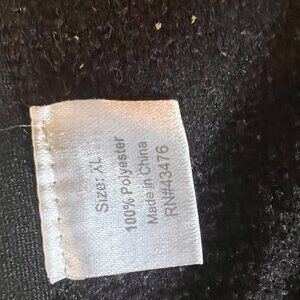 Size: XL
100% Polyester
Made in China
RN#43476